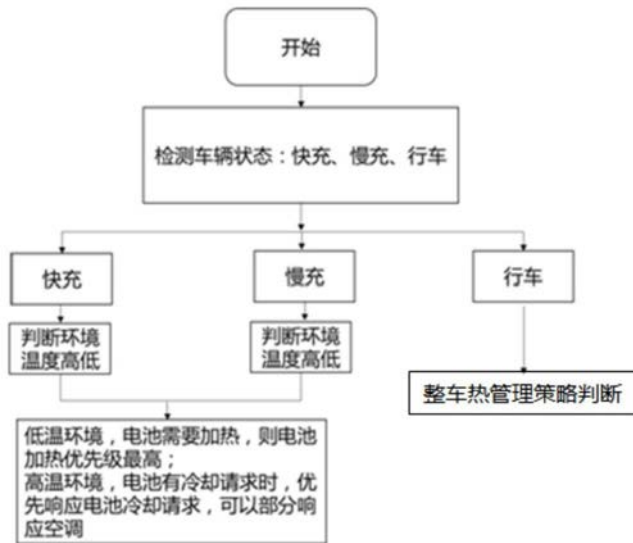 开始
检测车辆状态：快充、慢充、行车
快充
慢充
行车
判断环境
温度高低
判断环境
温度高低
整车热管理策略判断
低温环境，电池需要加热，则电池
加热优先级最高；
高温环境，电池有冷却请求时，优
先响应电池冷却请求，可以部分响
应空调